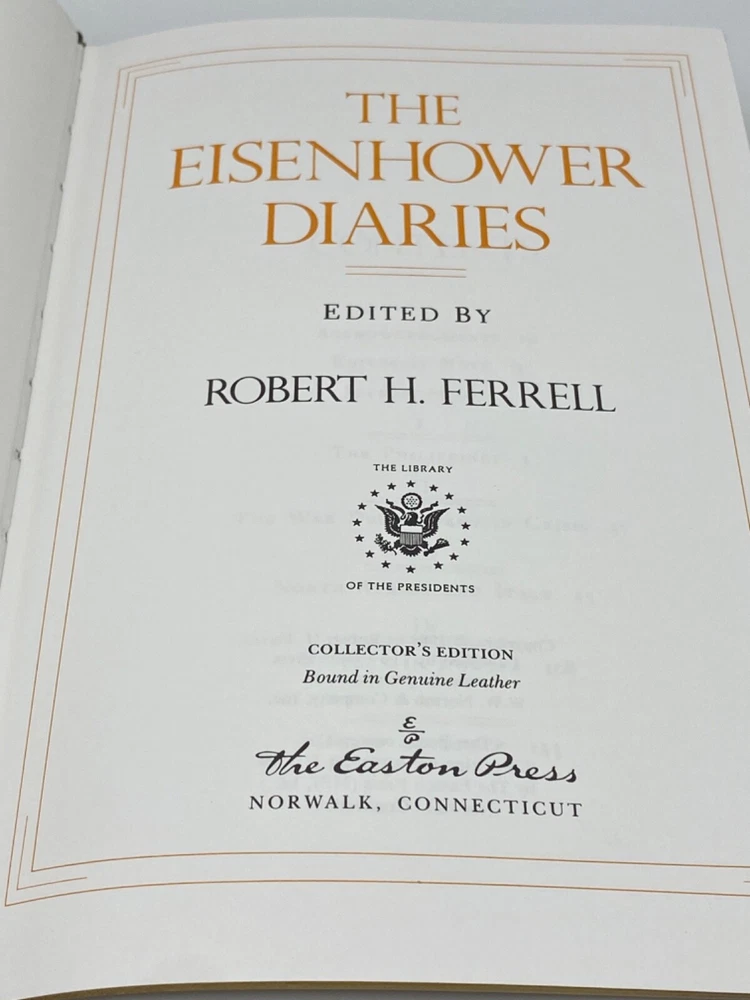 THE
EISENHOWER
DIARIES
EDITED BY
ROBERT H. FERRELL
THE LIBRARY
OF THE PRESIDENTS
COLLECTOR'S EDITION
Bound in Genuine Leather
E
P
The Easton Press
NORWALK, CONNECTICUT